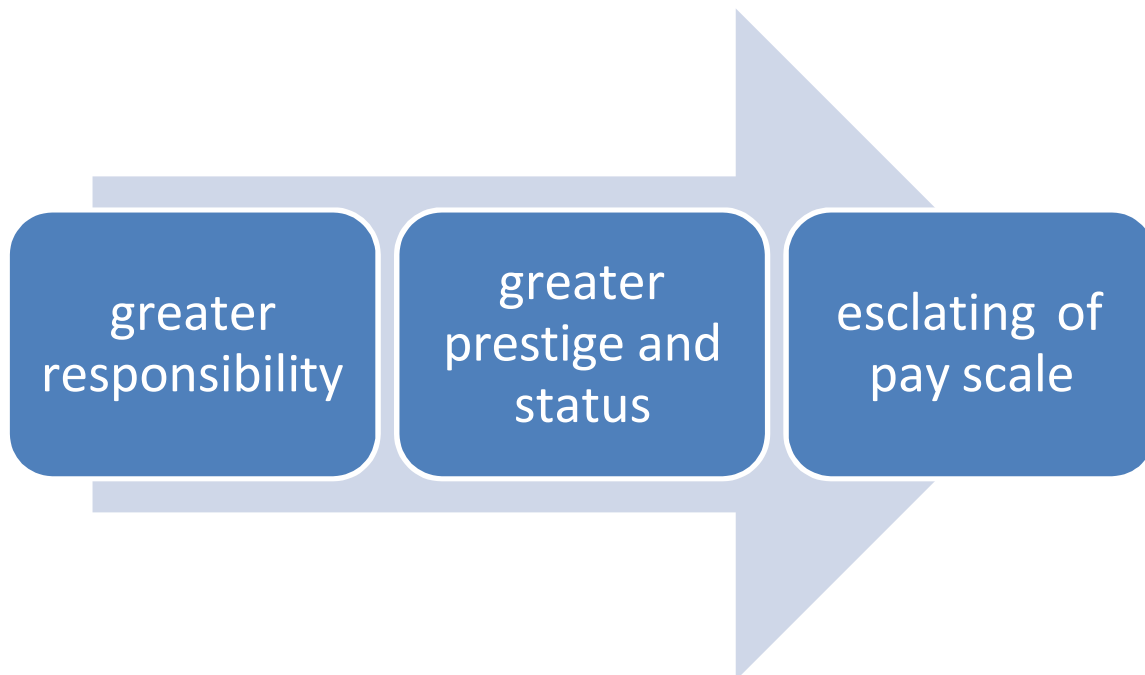 greater
responsibility
greater
prestige and
status
esclating of
pay scale